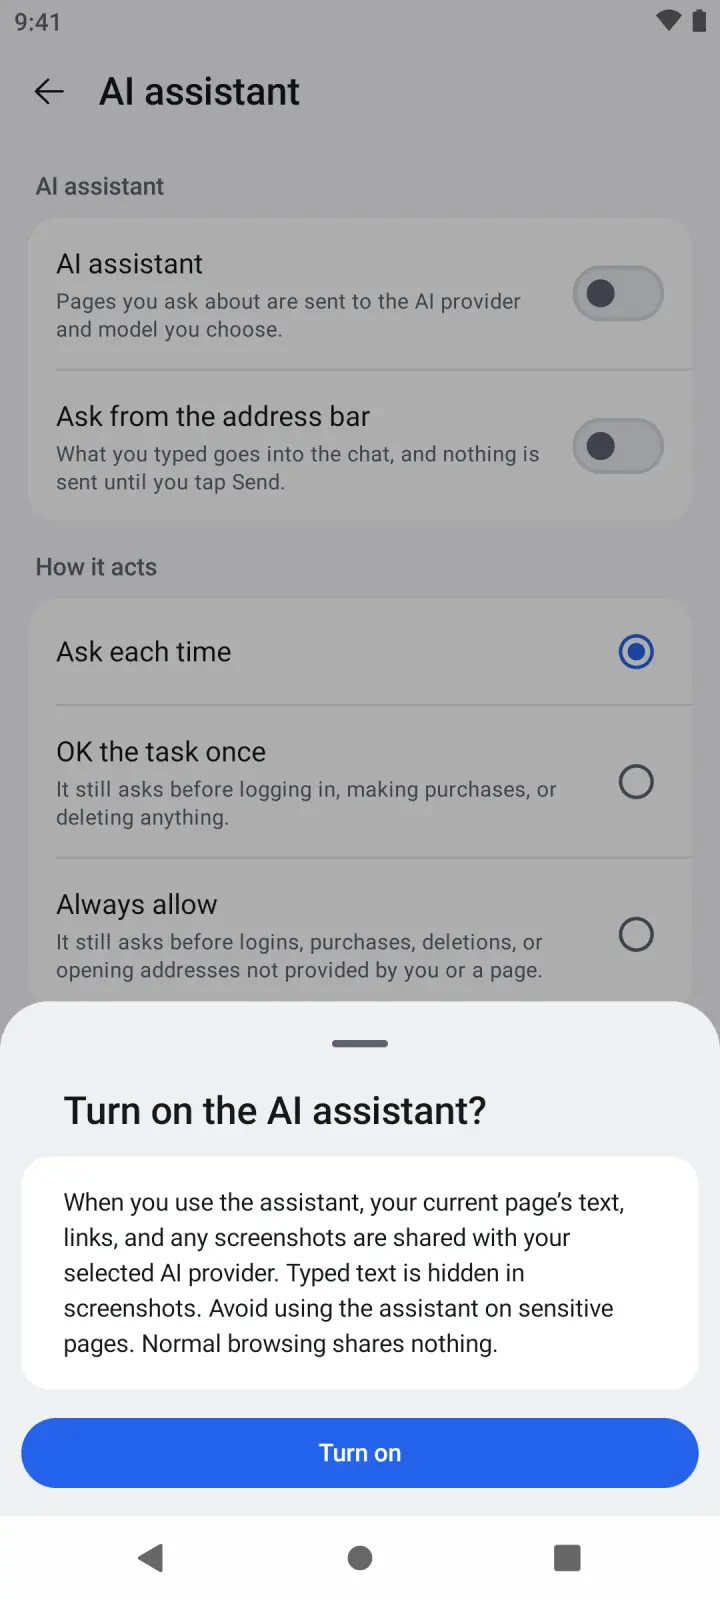 9:41
AI assistant
AI assistant
AI assistant
Pages you ask about are sent to the AI provider
and model you choose.
Ask from the address bar
What you typed goes into the chat, and nothing is
sent until you tap Send.
How it acts
Ask each time
OK the task once
It still asks before logging in, making purchases, or
deleting anything.
Always allow
It still asks before logins, purchases, deletions, or
opening addresses not provided by you or a page.
Turn on the AI assistant?
When you use the assistant, your current page’s text,
links, and any screenshots are shared with your
selected AI provider. Typed text is hidden in
screenshots. Avoid using the assistant on sensitive
pages. Normal browsing shares nothing.
Turn on